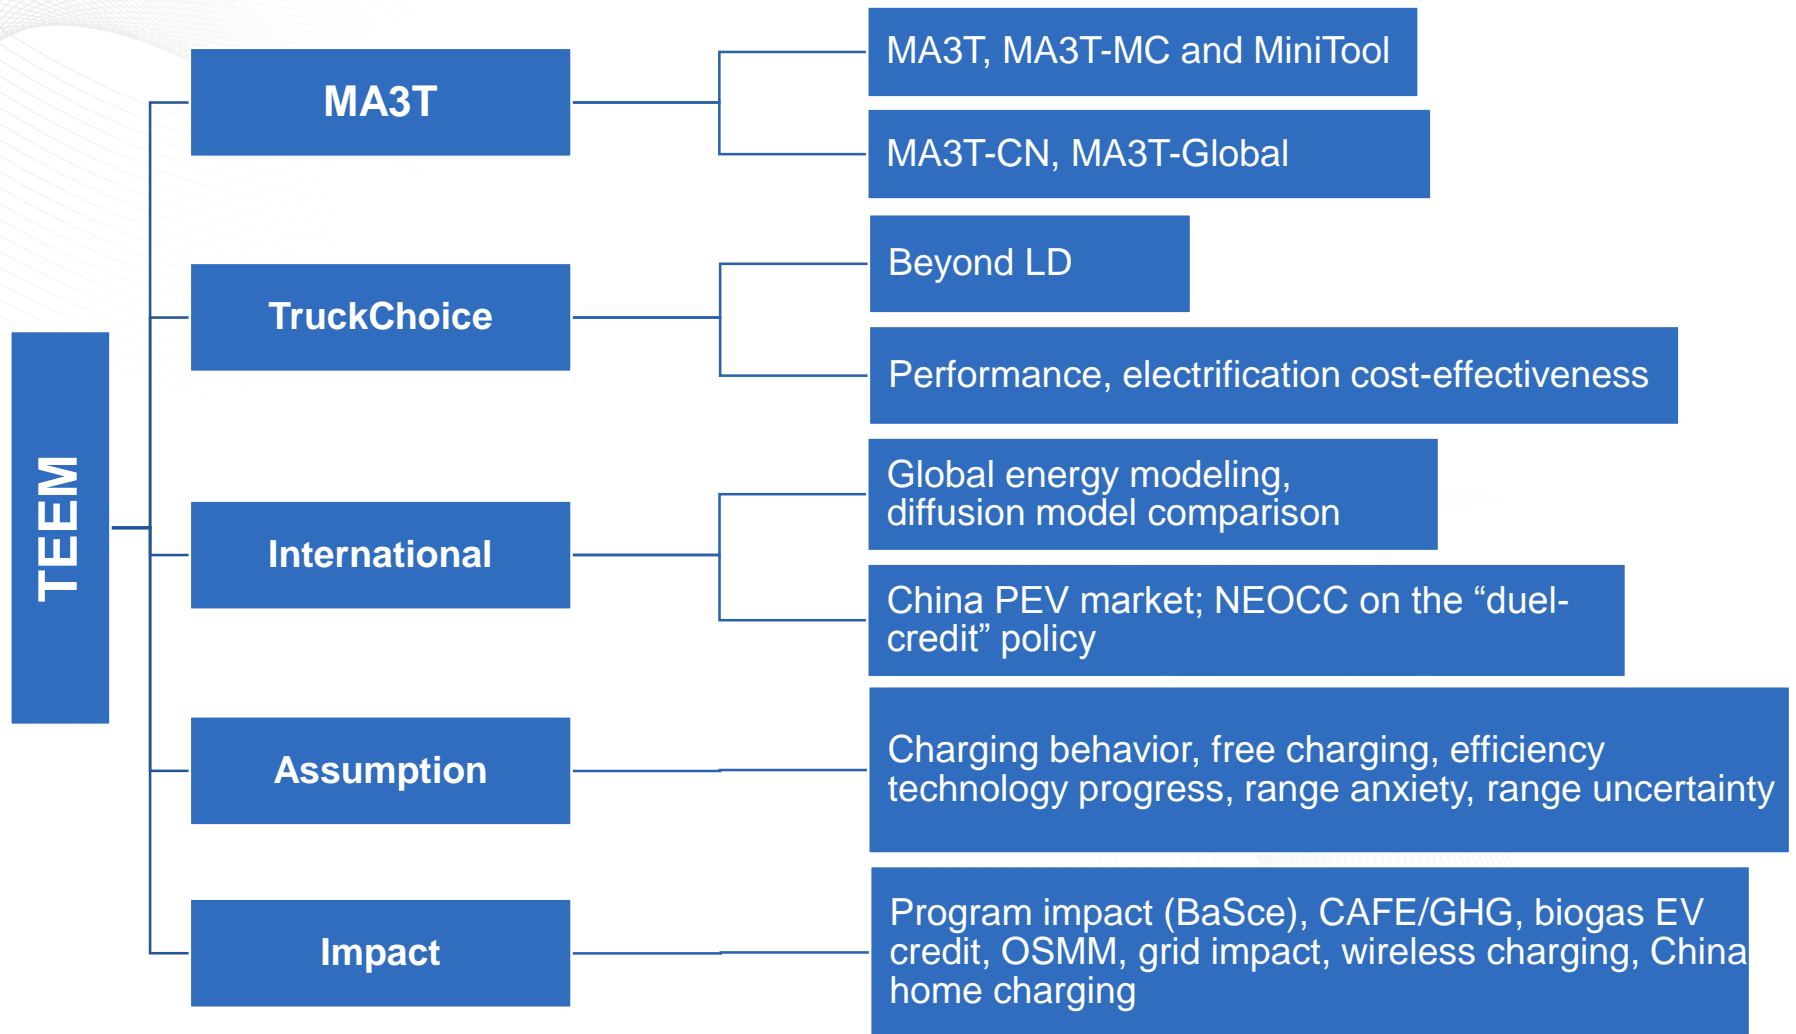 TEEM
MA3T
MA3T, MA3T-MC and MiniTool
MA3T-CN, MA3T-Global
TruckChoice
Beyond LD
Performance, electrification cost-effectiveness
International
Global energy modeling,
diffusion model comparison
China PEV market; NEOCC on the “duel-
credit” policy
Assumption
Charging behavior, free charging, efficiency
technology progress, range anxiety, range uncertainty
Impact
Program impact (BaSce), CAFE/GHG, biogas EV
credit, OSMM, grid impact, wireless charging, China
home charging